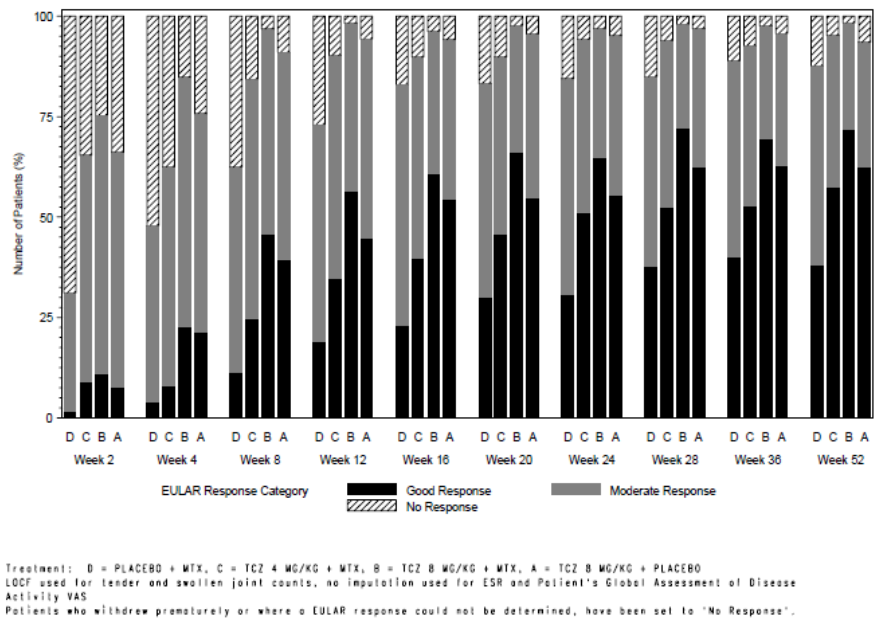 Number of Patients (%)
100
75
50
25
0
D C B A D C B A D C B A D C B A D C B A D C B A D C B A D C B A D C B A D C B A
Week 2 Week 4 Week 8 Week 12 Week 16 Week 20 Week 24 Week 28 Week 36 Week 52
EULAR Response Category Good Response Moderate Response
No Response
Treatment: D = PLACEBO + MTX, C = TCZ 4 MG/KG + MTX, B = TCZ 8 MG/KG + MTX, A = TCZ 8 MG/KG + PLACEBO
LOCF used for tender and swollen joint counts, no imputation used for ESR and Patient's Global Assessment of Disease
Activity VAS
Patients who withdrew prematurely or where a EULAR response could not be determined, have been set to 'No Response'.